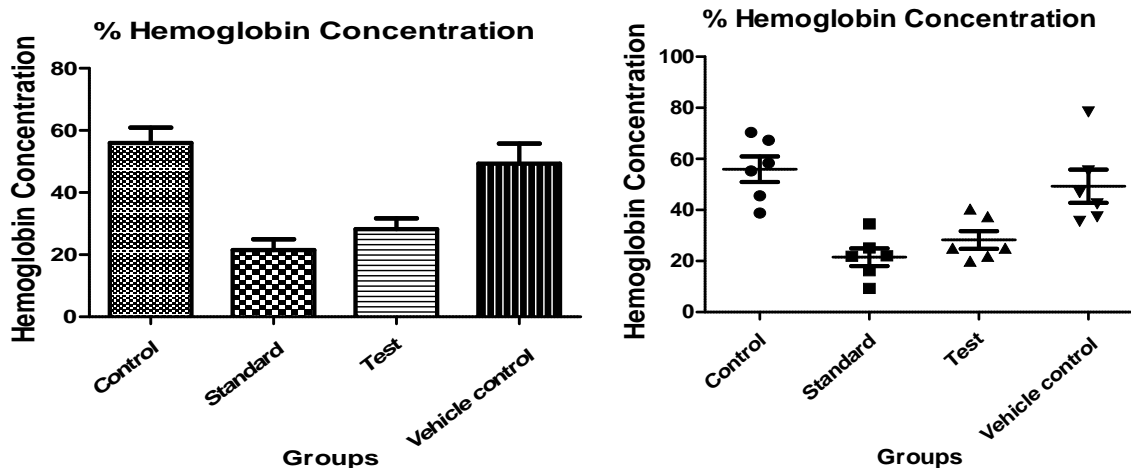 % Hemoglobin Concentration
Hemoglobin Concentration
80
60
40
20
0
Control
Standard
Test
Vehicle control
Groups
% Hemoglobin Concentration
Hemoglobin Concentration
100
80
60
40
20
0
Control
Standard
Test
Vehicle control
Groups